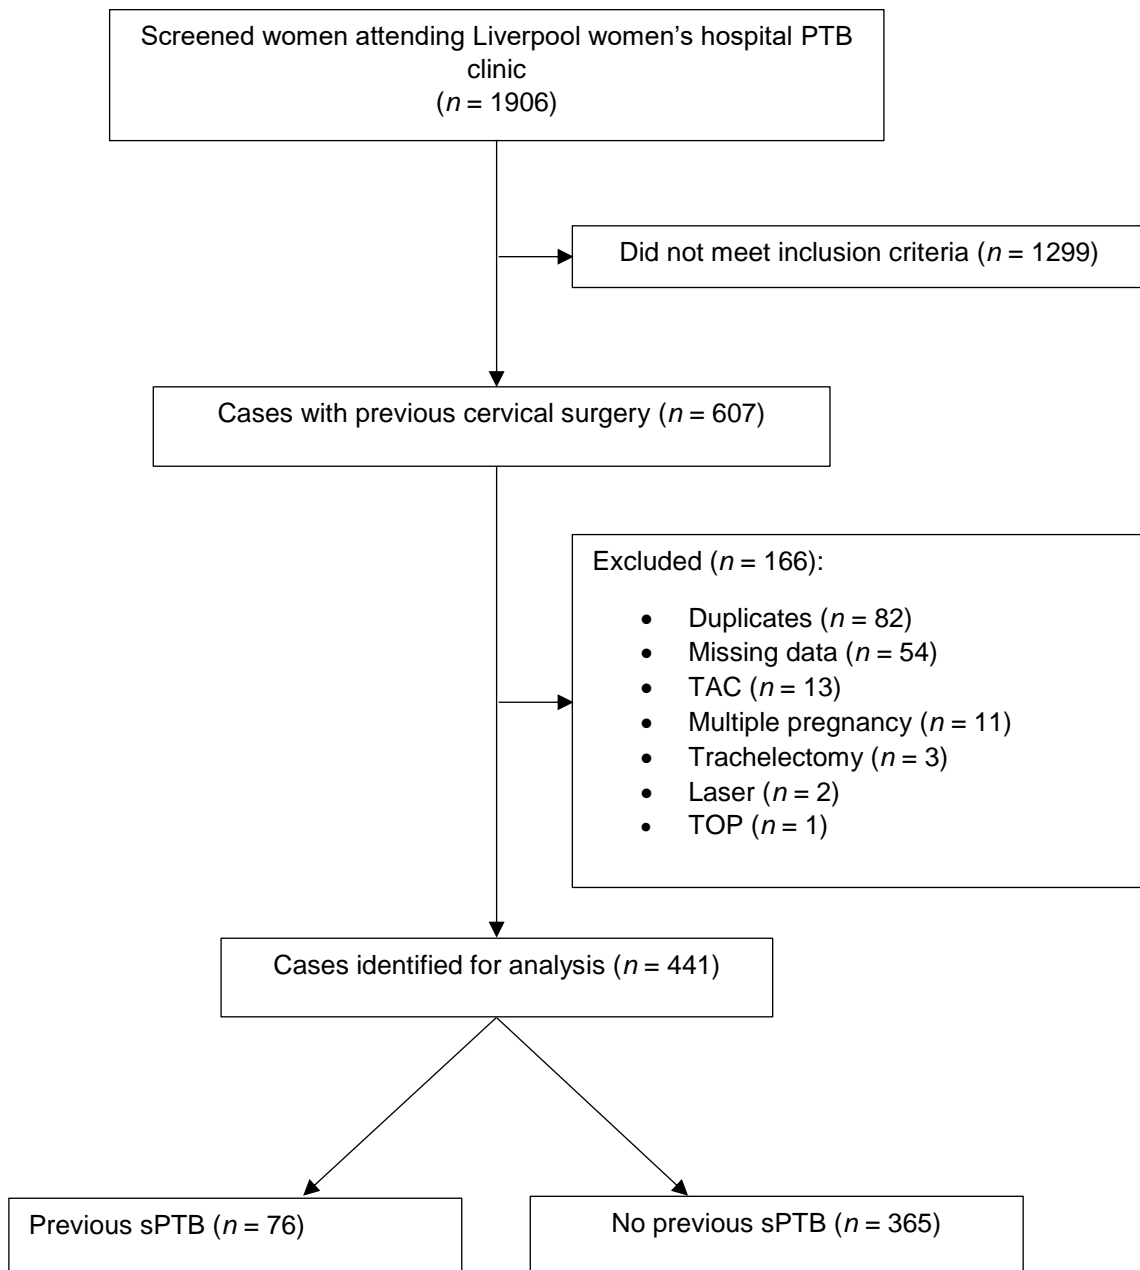 Screened women attending Liverpool women’s hospital PTB
clinic
(n = 1906)
Did not meet inclusion criteria (n = 1299)
Cases with previous cervical surgery (n = 607)
Excluded (n = 166):
• Duplicates (n = 82)
• Missing data (n = 54)
• TAC (n = 13)
• Multiple pregnancy (n = 11)
• Trachelectomy (n = 3)
• Laser (n = 2)
• TOP (n = 1)
Cases identified for analysis (n = 441)
Previous sPTB (n = 76)
No previous sPTB (n = 365)